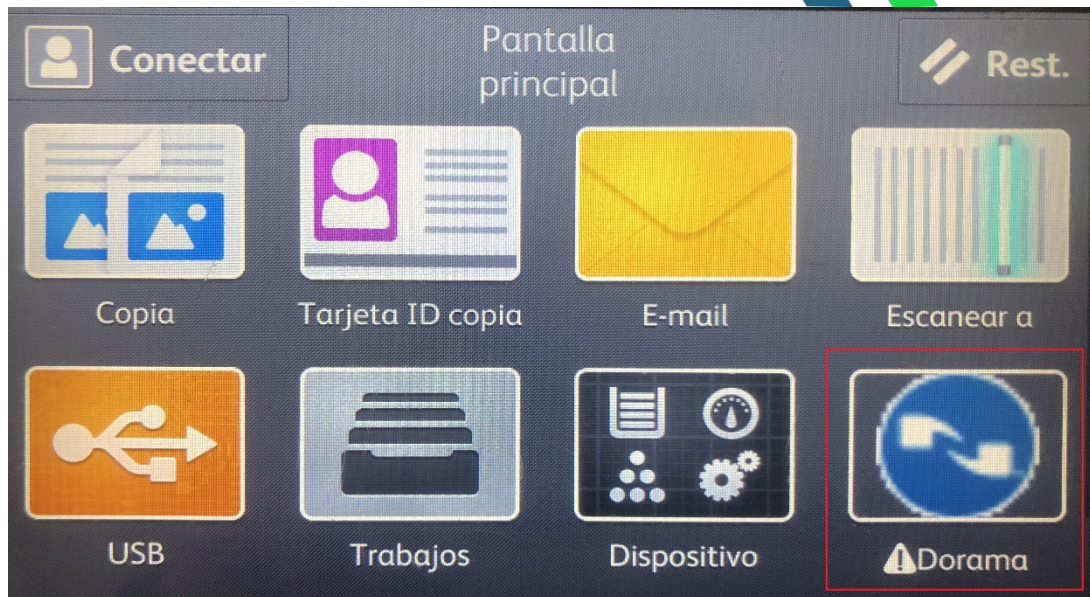 Conectar
Pantalla
principal
Rest.
Copia
Tarjeta ID copia
E-mail
Escanear a
USB
Trabajos
Dispositivo
Dorama